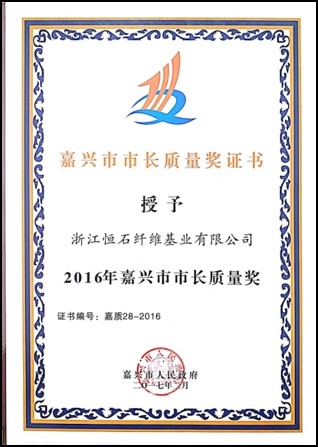 嘉兴市市长质量奖证书
授予
浙江恒石纤维基业有限公司
2016年嘉兴市市长质量奖
证书编号：嘉质28-2016
嘉兴市人民政府
二〇一七年一月